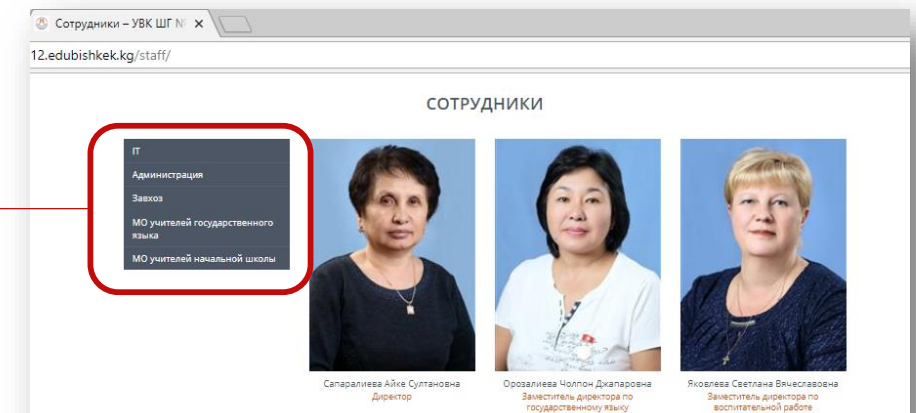 Сотрудники – УВК ШГ №
12.edubishkek.kg/staff/
СОТРУДНИКИ
IT
Администрация
Завхоз
МО учителей государственного
языка
МО учителей начальной школы
Сапаралиева Айке Султановна
Директор
Орозалиева Чолпон Джапаровна
Заместитель директора по
государственному языку
Яковлева Светлана Вячеславовна
Заместитель директора по
воспитательной работе